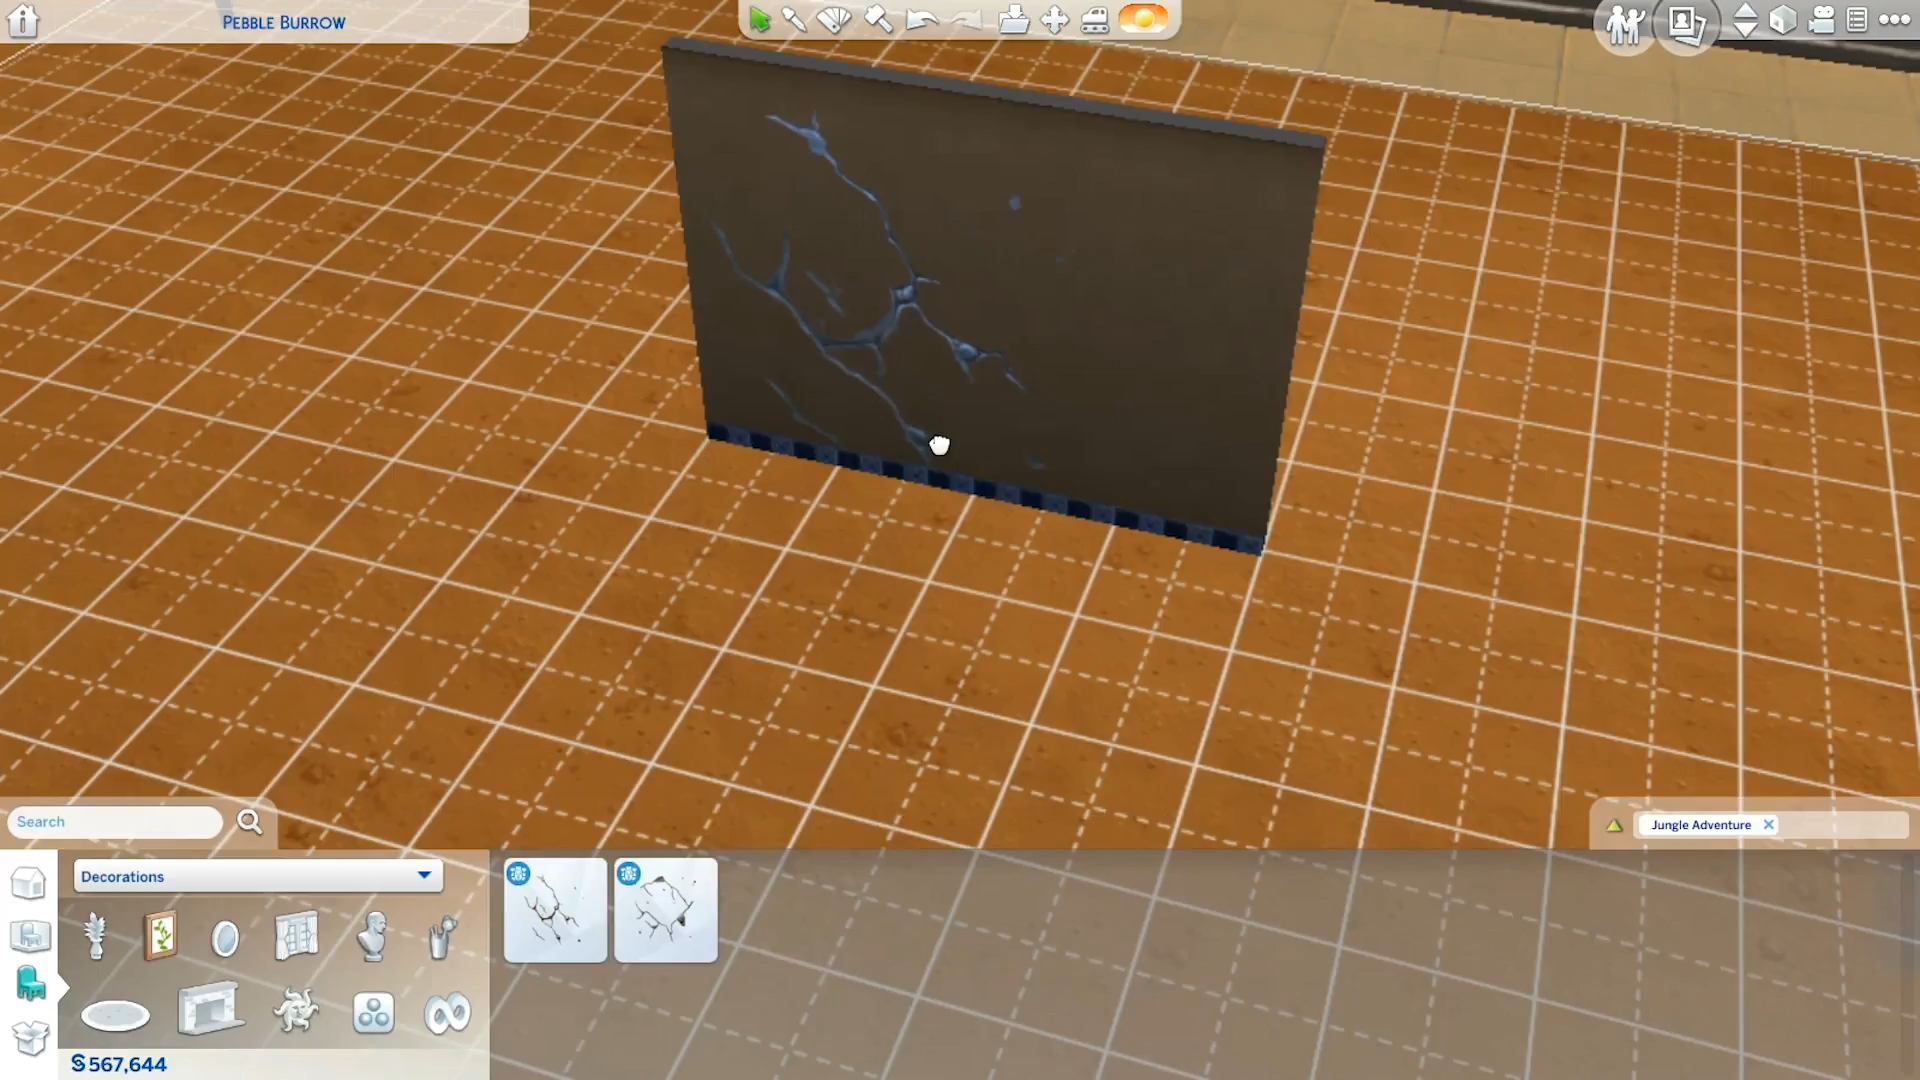 PEBBLE BURROW
Search
Jungle Adventure
Decorations
§567,644